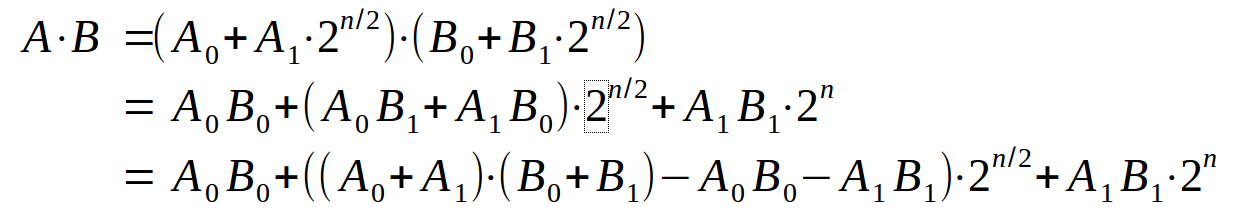 A·B =(A₀+A₁·2^{n/2})·(B₀+B₁·2^{n/2})
= A₀B₀+(A₀B₁+A₁B₀)·2^{n/2}+A₁B₁·2^n
= A₀B₀+((A₀+A₁)·(B₀+B₁)−A₀B₀−A₁B₁)·2^{n/2}+A₁B₁·2^n